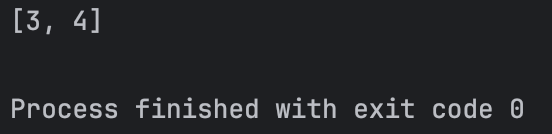 [3, 4]
Process finished with exit code 0